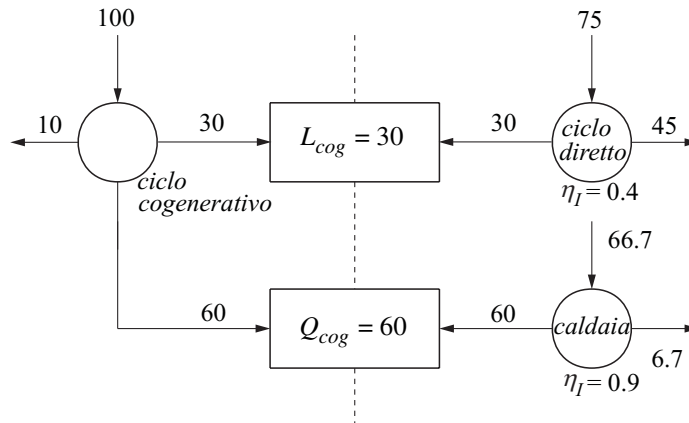 100
75
10
30
L_cog = 30
30
ciclo
diretto
45
ciclo
cogenerativo
η_I = 0.4
66.7
60
Q_cog = 60
60
caldaia
6.7
η_I = 0.9